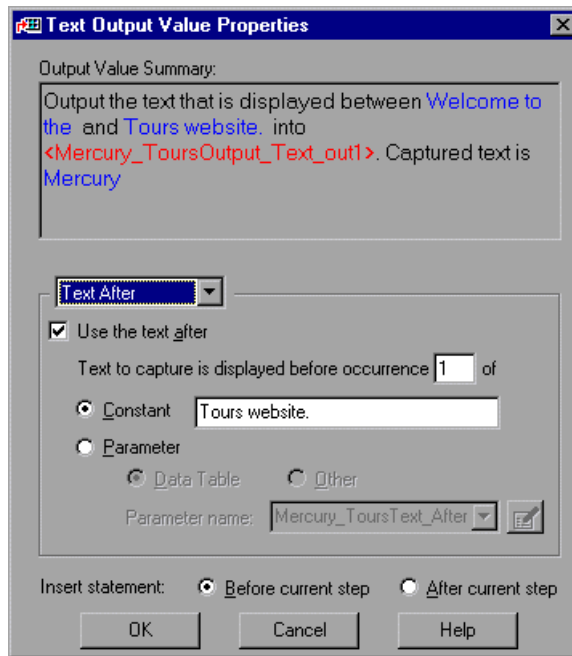 Text Output Value Properties
Output Value Summary:
Output the text that is displayed between Welcome to
the and Tours website. into
<Mercury_ToursOutput_Text_out1>. Captured text is
Mercury
Text After
Use the text after
Text to capture is displayed before occurrence 1 of
Constant Tours website.
Parameter
Data Table Other
Parameter name: Mercury_ToursText_After
Insert statement: Before current step After current step
OK Cancel Help